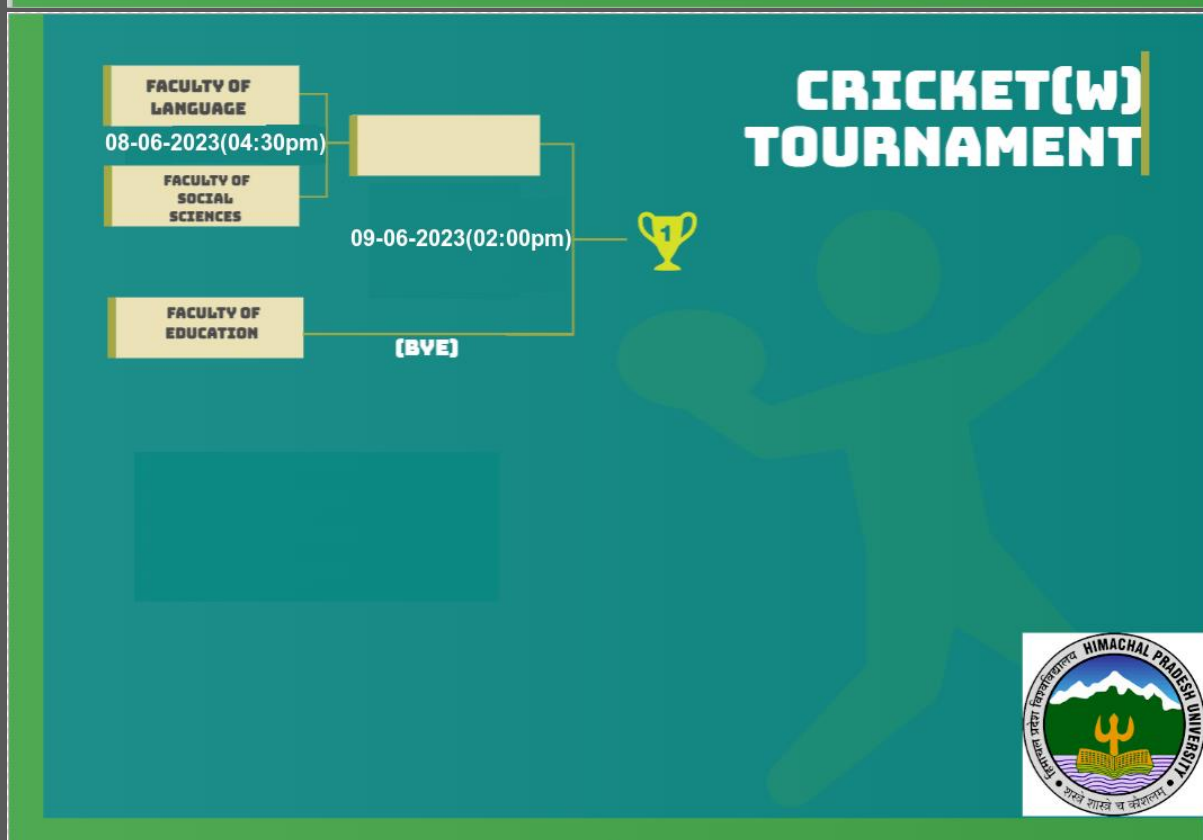 CRICKET(W)
TOURNAMENT
FACULTY OF
LANGUAGE
08-06-2023(04:30pm)
FACULTY OF
SOCIAL
SCIENCES
09-06-2023(02:00pm)
1
FACULTY OF
EDUCATION
(BYE)
HIMACHAL PRADESH UNIVERSITY
हिमाचल प्रदेश विश्वविद्यालय
शास्त्रे शास्त्रे च कौशलम्